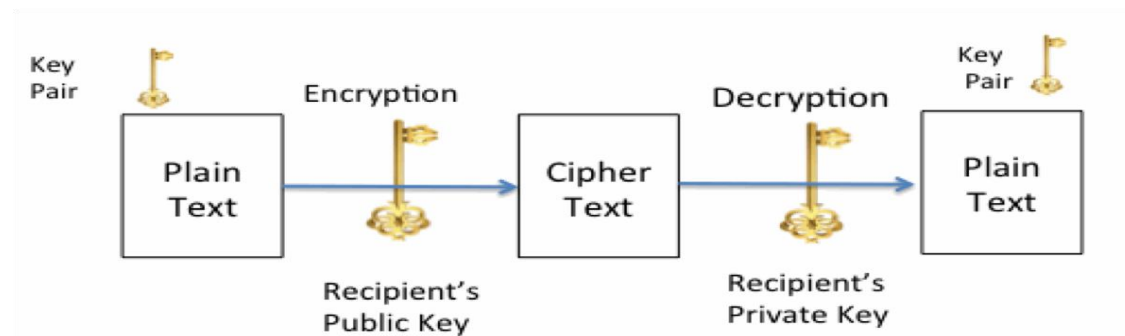 Key
Pair
Encryption
Decryption
Key
Pair
Plain
Text
Cipher
Text
Plain
Text
Recipient's
Public Key
Recipient's
Private Key